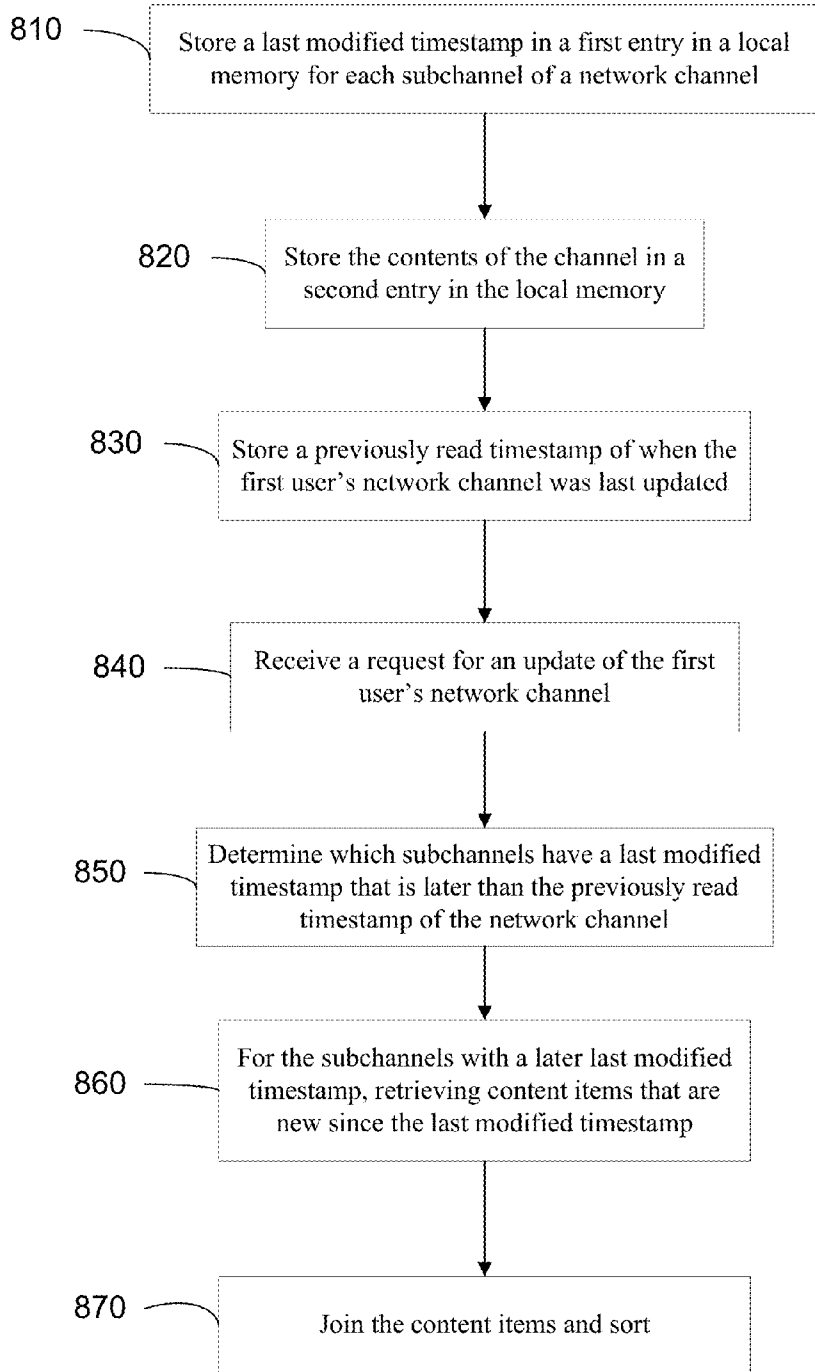 810
Store a last modified timestamp in a first entry in a local
memory for each subchannel of a network channel
820
Store the contents of the channel in a
second entry in the local memory
830
Store a previously read timestamp of when the
first user's network channel was last updated
840
Receive a request for an update of the first
user's network channel
850
Determine which subchannels have a last modified
timestamp that is later than the previously read
timestamp of the network channel
860
For the subchannels with a later last modified
timestamp, retrieving content items that are
new since the last modified timestamp
870
Join the content items and sort